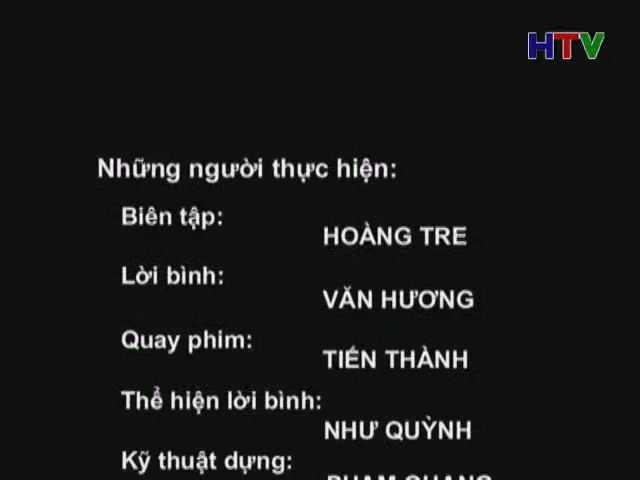 HTV
Những người thực hiện:
Biên tập:
HOÀNG TRE
Lời bình:
VĂN HƯƠNG
Quay phim:
TIẾN THÀNH
Thể hiện lời bình:
NHƯ QUỲNH
Kỹ thuật dựng: